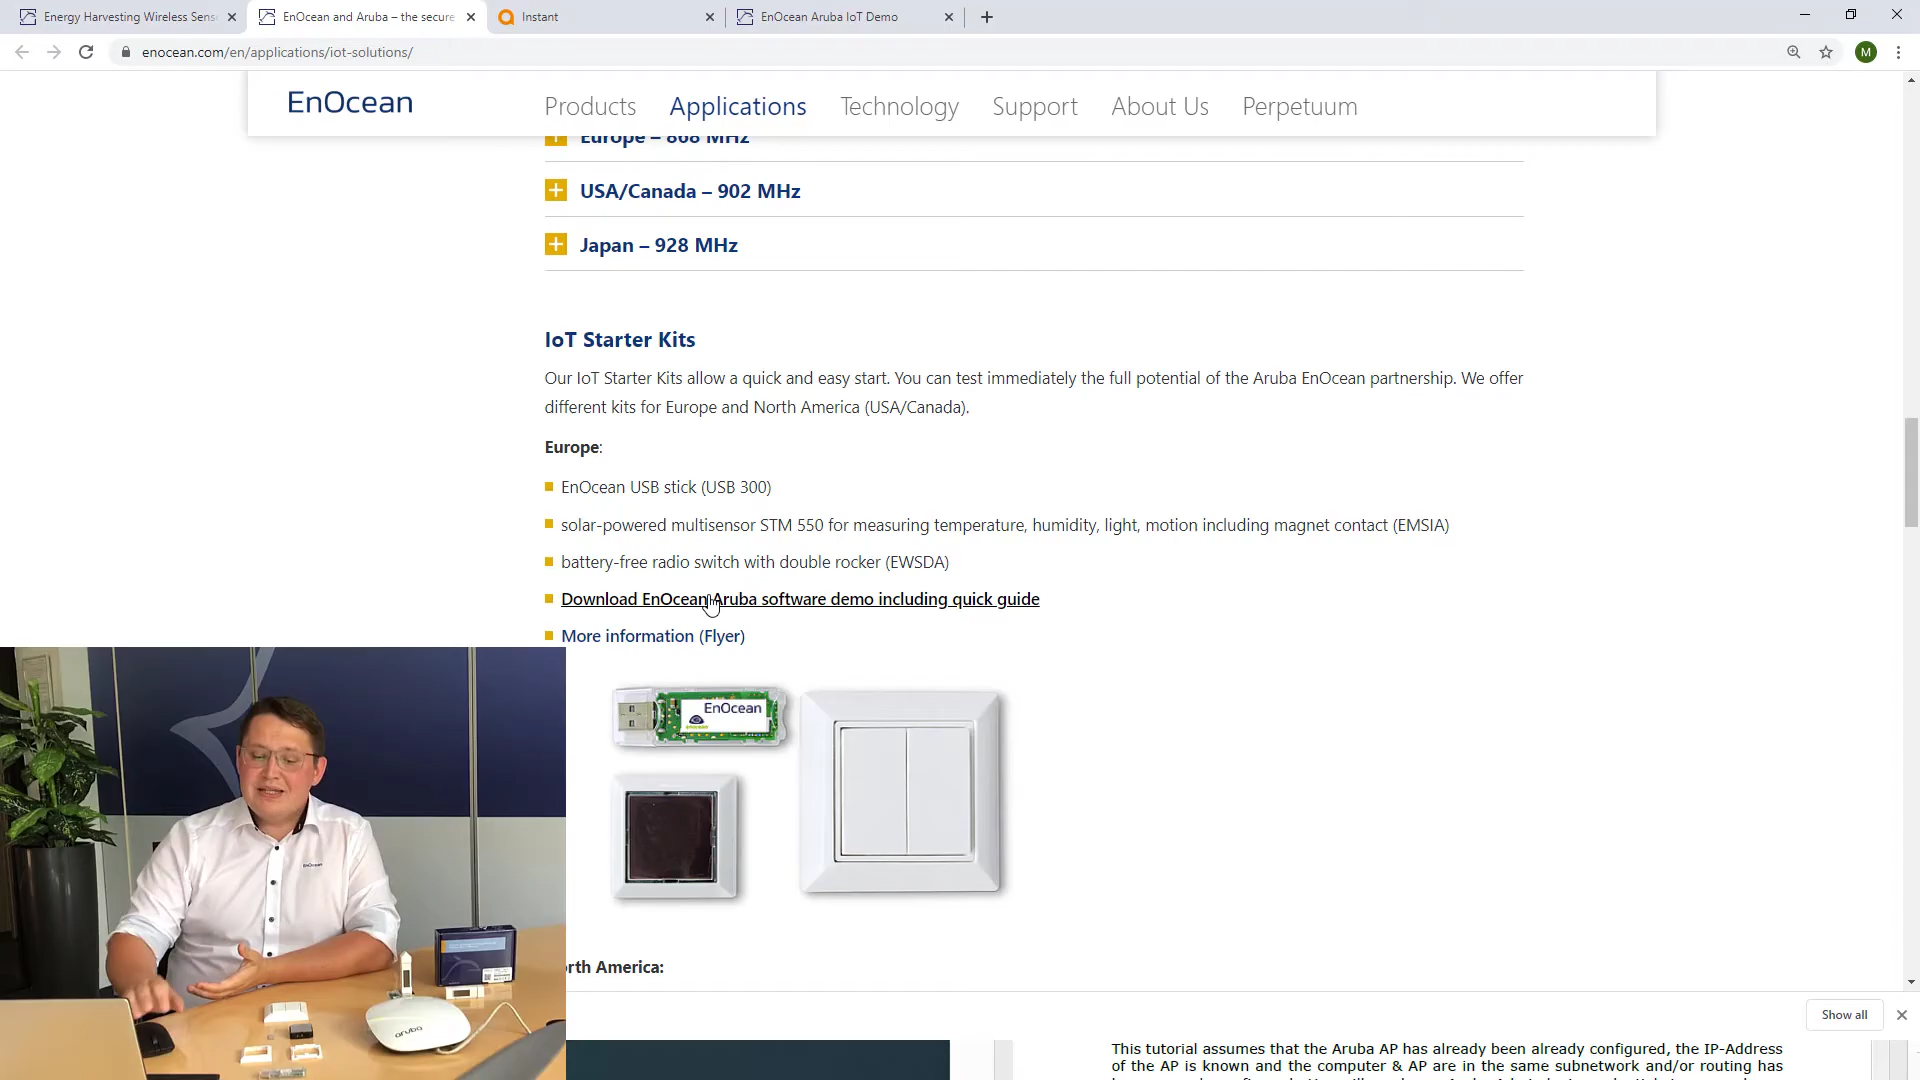 Energy Harvesting Wireless Sens
EnOcean and Aruba – the secure
Instant
EnOcean Aruba IoT Demo
enocean.com/en/applications/iot-solutions/
M
EnOcean
Products
Applications
Technology
Support
About Us
Perpetuum
Europe – 868 MHz
USA/Canada – 902 MHz
Japan – 928 MHz
IoT Starter Kits
Our IoT Starter Kits allow a quick and easy start. You can test immediately the full potential of the Aruba EnOcean partnership. We offer
different kits for Europe and North America (USA/Canada).
Europe:
EnOcean USB stick (USB 300)
solar-powered multisensor STM 550 for measuring temperature, humidity, light, motion including magnet contact (EMSIA)
battery-free radio switch with double rocker (EWSDA)
Download EnOcean Aruba software demo including quick guide
More information (Flyer)
EnOcean
EnOcean
aruba
orth America:
Show all
This tutorial assumes that the Aruba AP has already been already configured, the IP-Address
of the AP is known and the computer & AP are in the same subnetwork and/or routing has